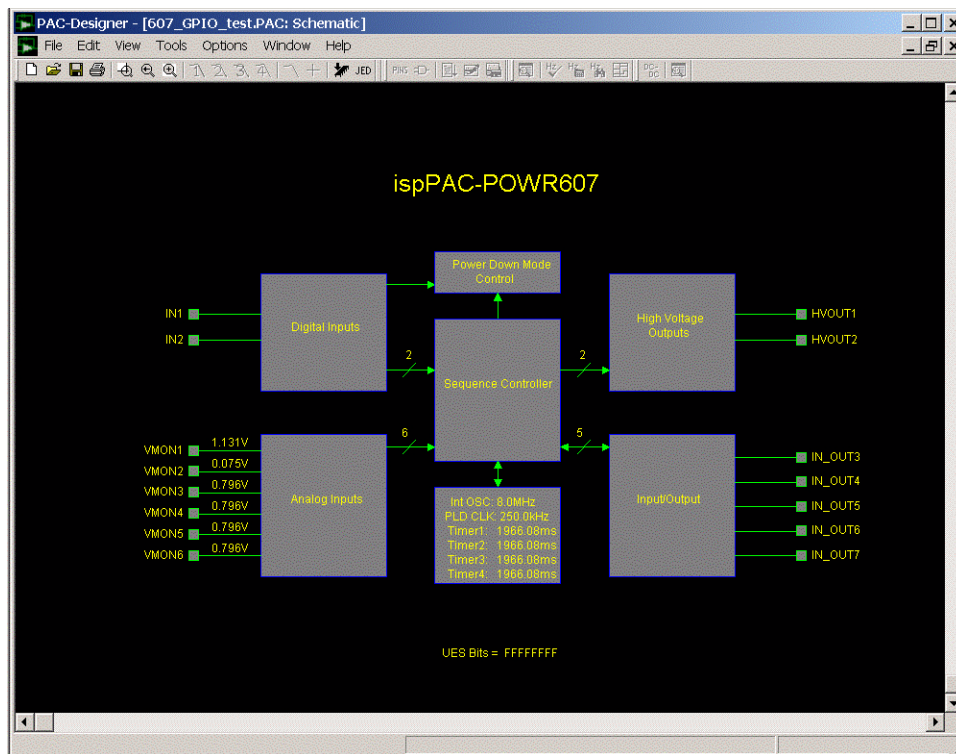 PAC-Designer - [607_GPIO_test.PAC: Schematic]
File Edit View Tools Options Window Help
JED PINS
ispPAC-POWR607
Power Down Mode
Control
IN1
IN2
Digital Inputs
High Voltage
Outputs
HVOUT1
HVOUT2
2
2
Sequence Controller
6
5
VMON1 1.131V
VMON2 0.075V
VMON3 0.796V
VMON4 0.796V
VMON5 0.796V
VMON6 0.796V
Analog Inputs
Int OSC: 8.0MHz
PLD CLK: 250.0kHz
Timer1: 1966.08ms
Timer2: 1966.08ms
Timer3: 1966.08ms
Timer4: 1966.08ms
Input/Output
IN_OUT3
IN_OUT4
IN_OUT5
IN_OUT6
IN_OUT7
UES Bits = FFFFFFFF